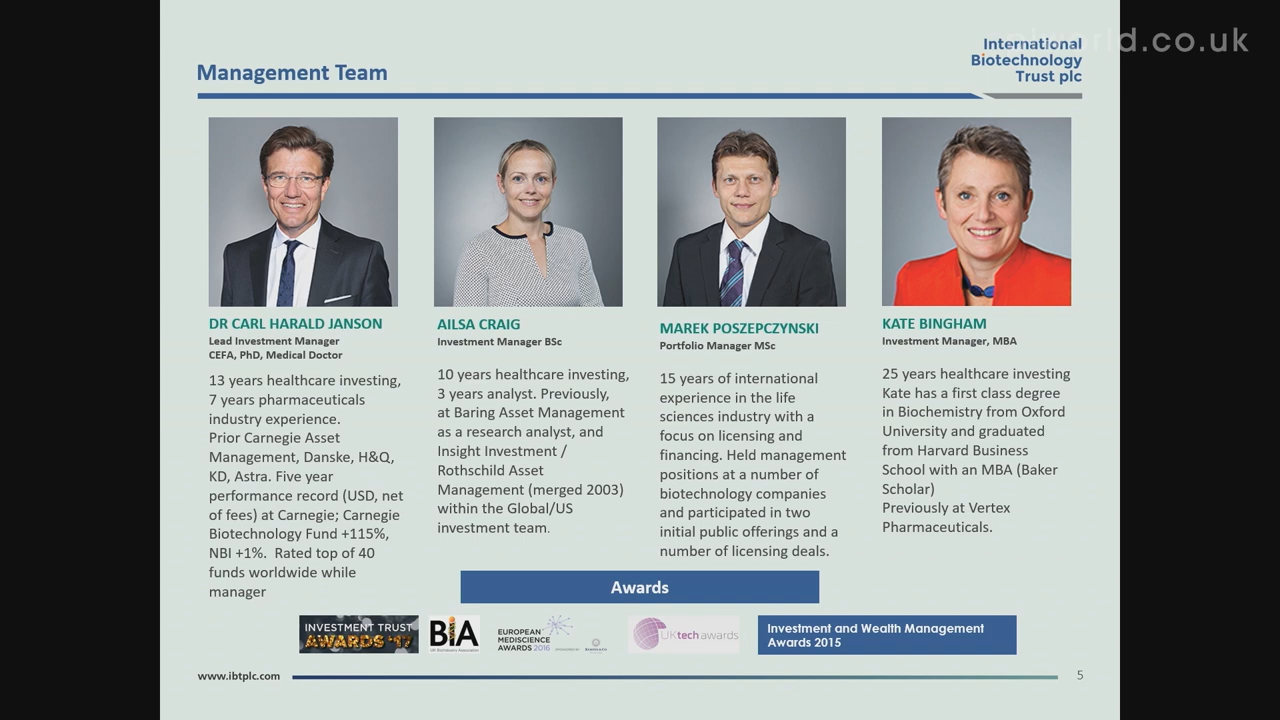 world.co.uk
International
Biotechnology
Trust plc
Management Team
DR CARL HARALD JANSON
Lead Investment Manager
CEFA, PhD, Medical Doctor
13 years healthcare investing,
7 years pharmaceuticals
industry experience.
Prior Carnegie Asset
Management, Danske, H&Q,
KD, Astra. Five year
performance record (USD, net
of fees) at Carnegie; Carnegie
Biotechnology Fund +115%,
NBI +1%.  Rated top of 40
funds worldwide while
manager
AILSA CRAIG
Investment Manager BSc
10 years healthcare investing,
3 years analyst. Previously,
at Baring Asset Management
as a research analyst, and
Insight Investment /
Rothschild Asset
Management (merged 2003)
within the Global/US
investment team.
MAREK POSZEPCZYNSKI
Portfolio Manager MSc
15 years of international
experience in the life
sciences industry with a
focus on licensing and
financing. Held management
positions at a number of
biotechnology companies
and participated in two
initial public offerings and a
number of licensing deals.
KATE BINGHAM
Investment Manager, MBA
25 years healthcare investing
Kate has a first class degree
in Biochemistry from Oxford
University and graduated
from Harvard Business
School with an MBA (Baker
Scholar)
Previously at Vertex
Pharmaceuticals.
Awards
INVESTMENT TRUST
AWARDS '17
BIA
UK BioIndustry Association
EUROPEAN
MEDISCIENCE
AWARDS 2016
UKtech awards
Investment and Wealth Management
Awards 2015
www.ibtplc.com
5